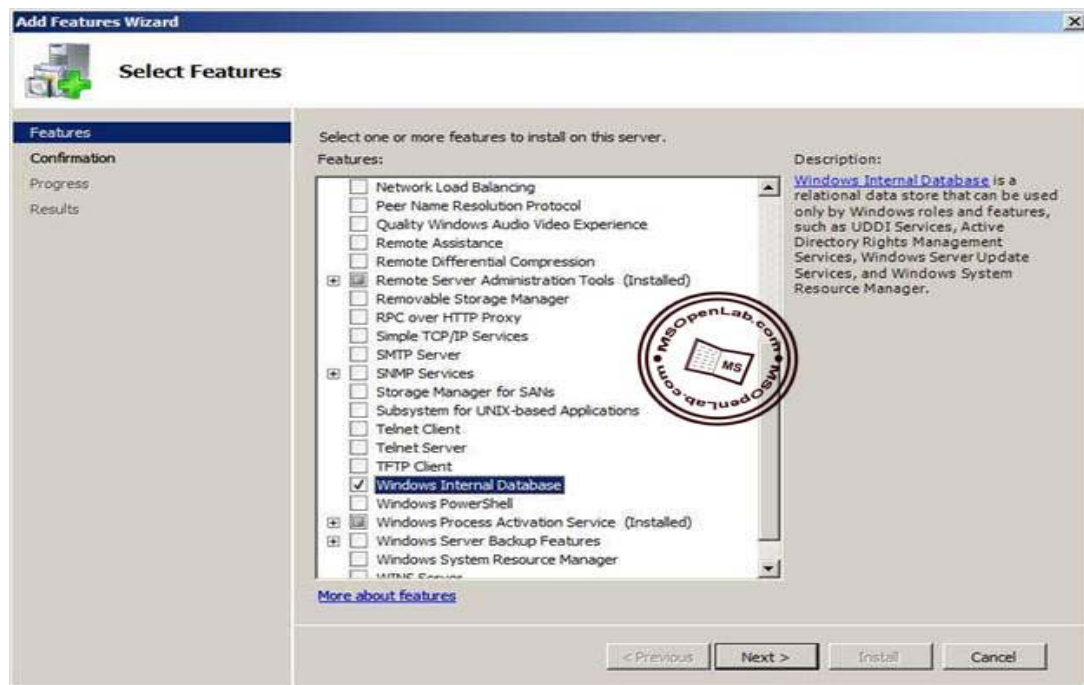 Add Features Wizard
Select Features
Features
Confirmation
Progress
Results
Select one or more features to install on this server.
Features:
Network Load Balancing
Peer Name Resolution Protocol
Quality Windows Audio Video Experience
Remote Assistance
Remote Differential Compression
Remote Server Administration Tools (Installed)
Removable Storage Manager
RPC over HTTP Proxy
Simple TCP/IP Services
SMTP Server
SNMP Services
Storage Manager for SANs
Subsystem for UNIX-based Applications
Telnet Client
Telnet Server
TFTP Client
Windows Internal Database
Windows PowerShell
Windows Process Activation Service (Installed)
Windows Server Backup Features
Windows System Resource Manager
WINS Server
More about features
Description:
Windows Internal Database is a
relational data store that can be used
only by Windows roles and features,
such as UDDI Services, Active
Directory Rights Management
Services, Windows Server Update
Services, and Windows System
Resource Manager.
MSOpenLab.com
MS
MSOpenLab.com
< Previous
Next >
Install
Cancel